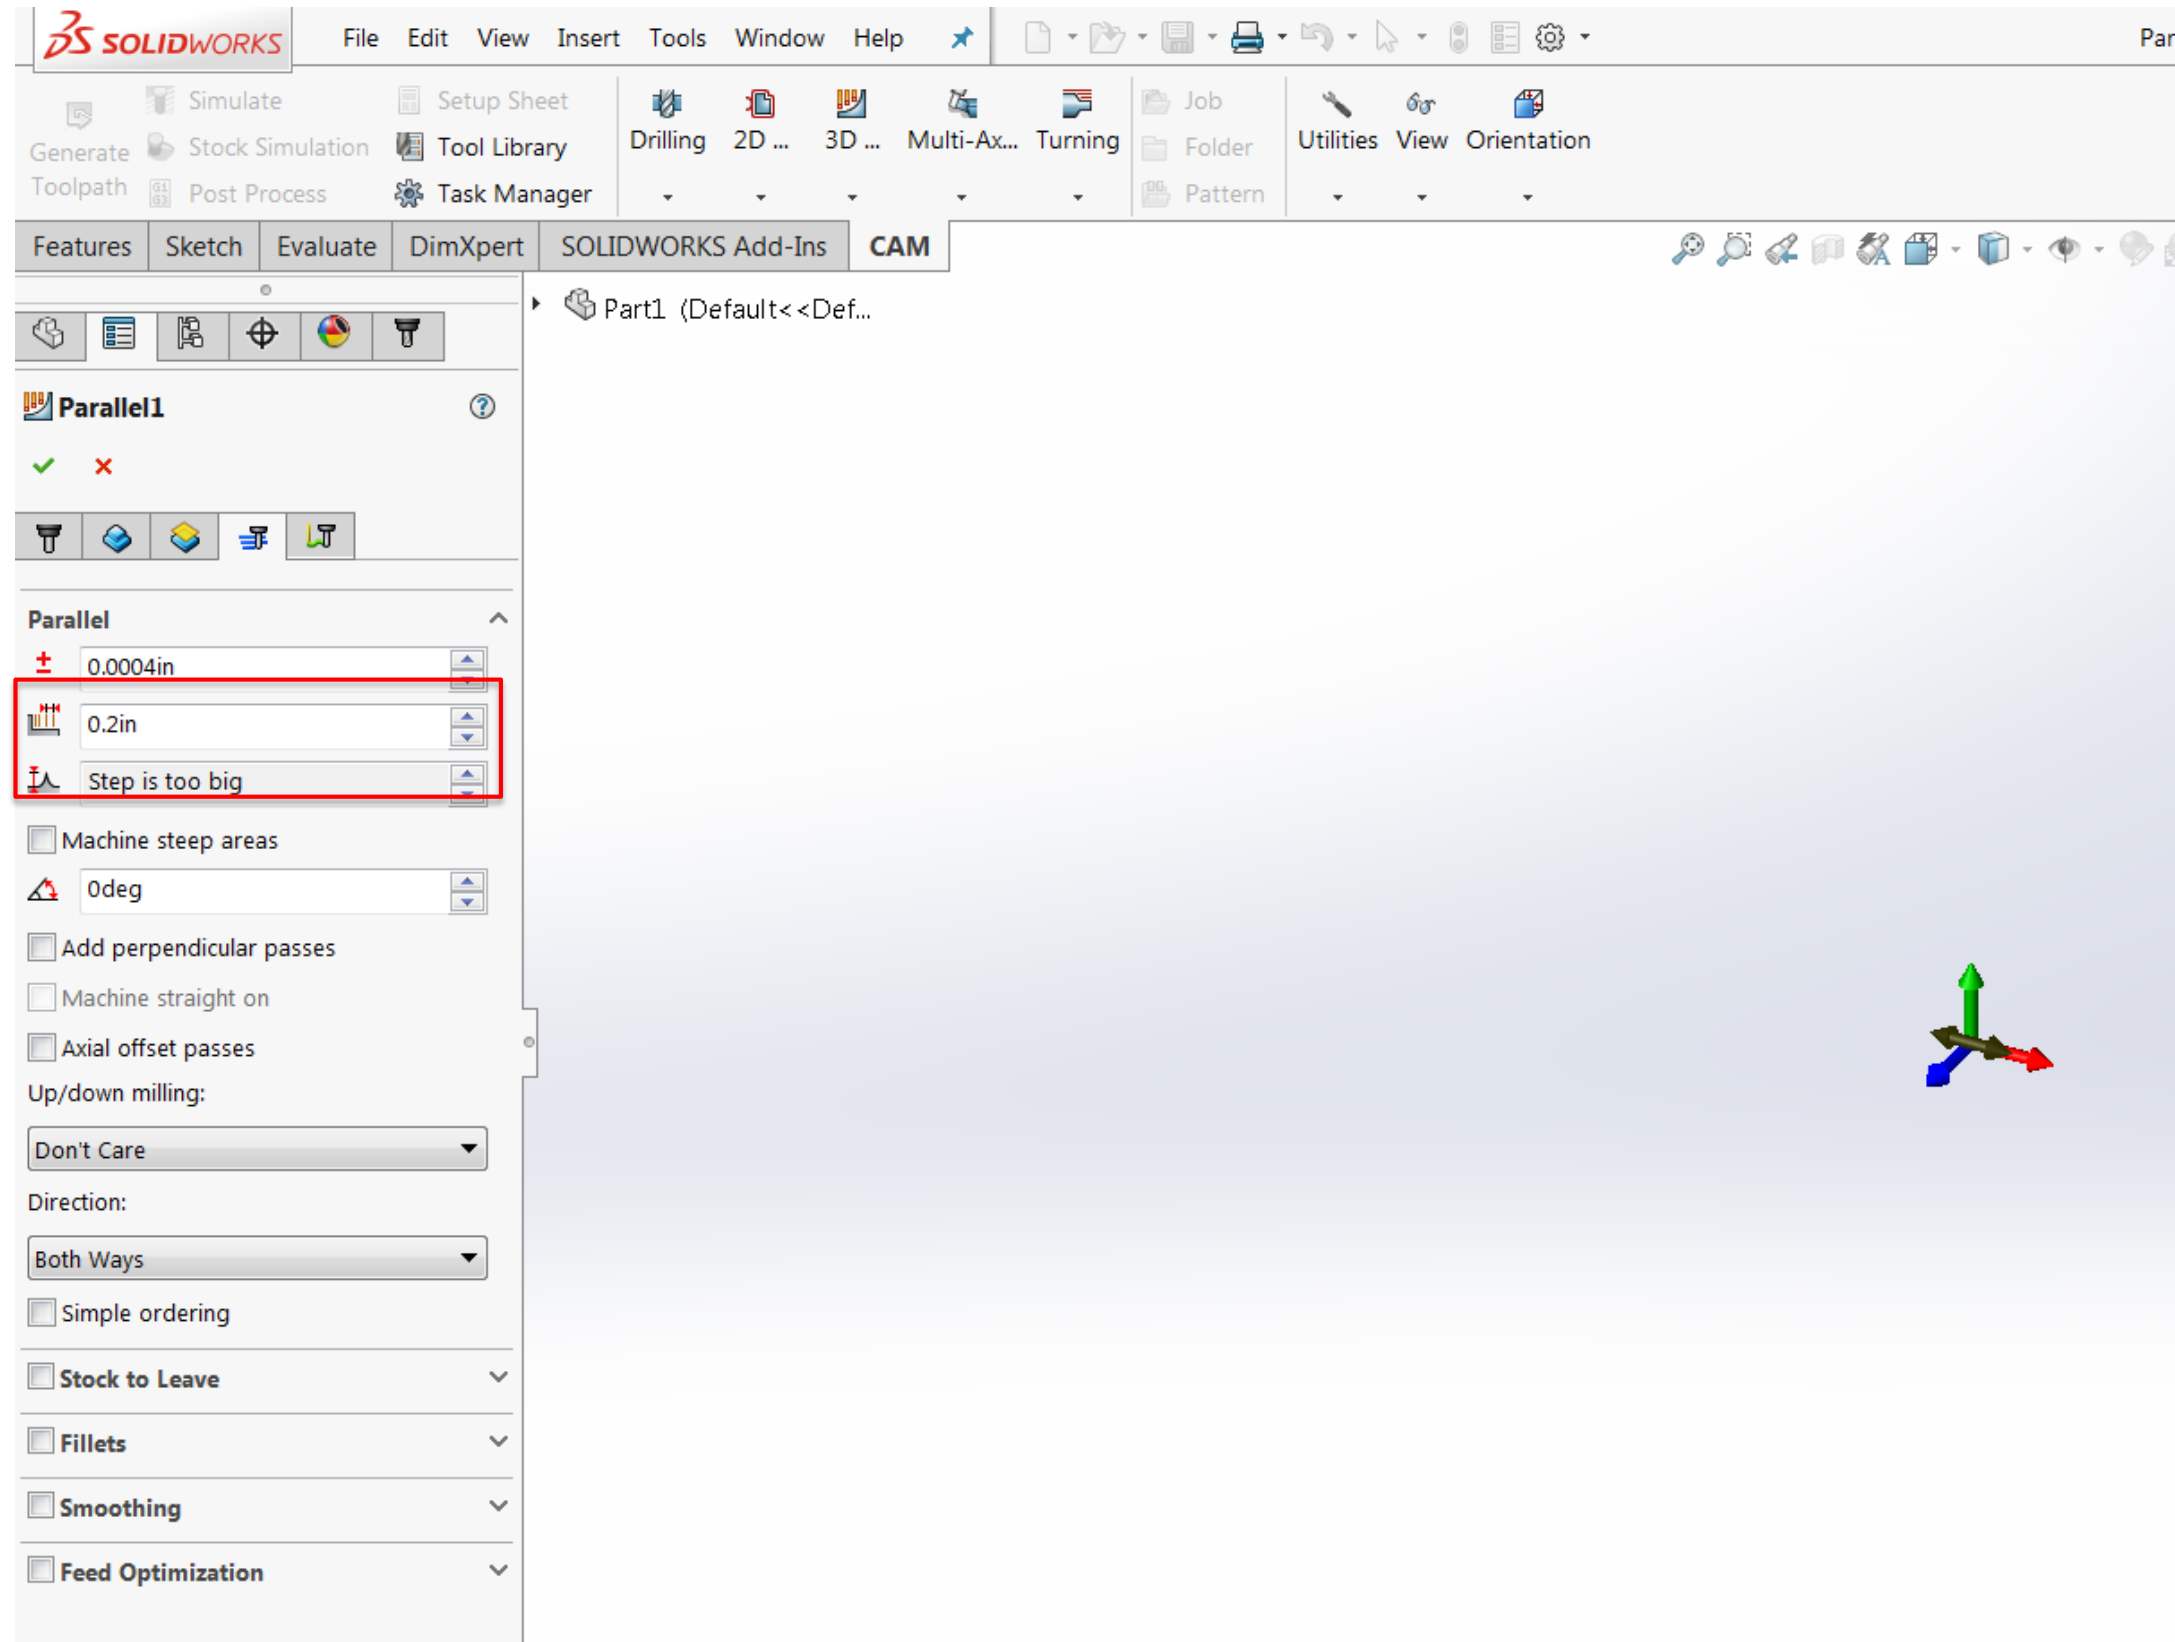 SOLIDWORKS File Edit View Insert Tools Window Help Par
Simulate Setup Sheet Job
Generate Stock Simulation Tool Library Drilling 2D ... 3D ... Multi-Ax... Turning Folder Utilities View Orientation
Toolpath Post Process Task Manager Pattern
Features Sketch Evaluate DimXpert SOLIDWORKS Add-Ins CAM
Part1 (Default<<Def...
Parallel1
Parallel
0.0004in
0.2in
Step is too big
Machine steep areas
0deg
Add perpendicular passes
Machine straight on
Axial offset passes
Up/down milling:
Don't Care
Direction:
Both Ways
Simple ordering
Stock to Leave
Fillets
Smoothing
Feed Optimization